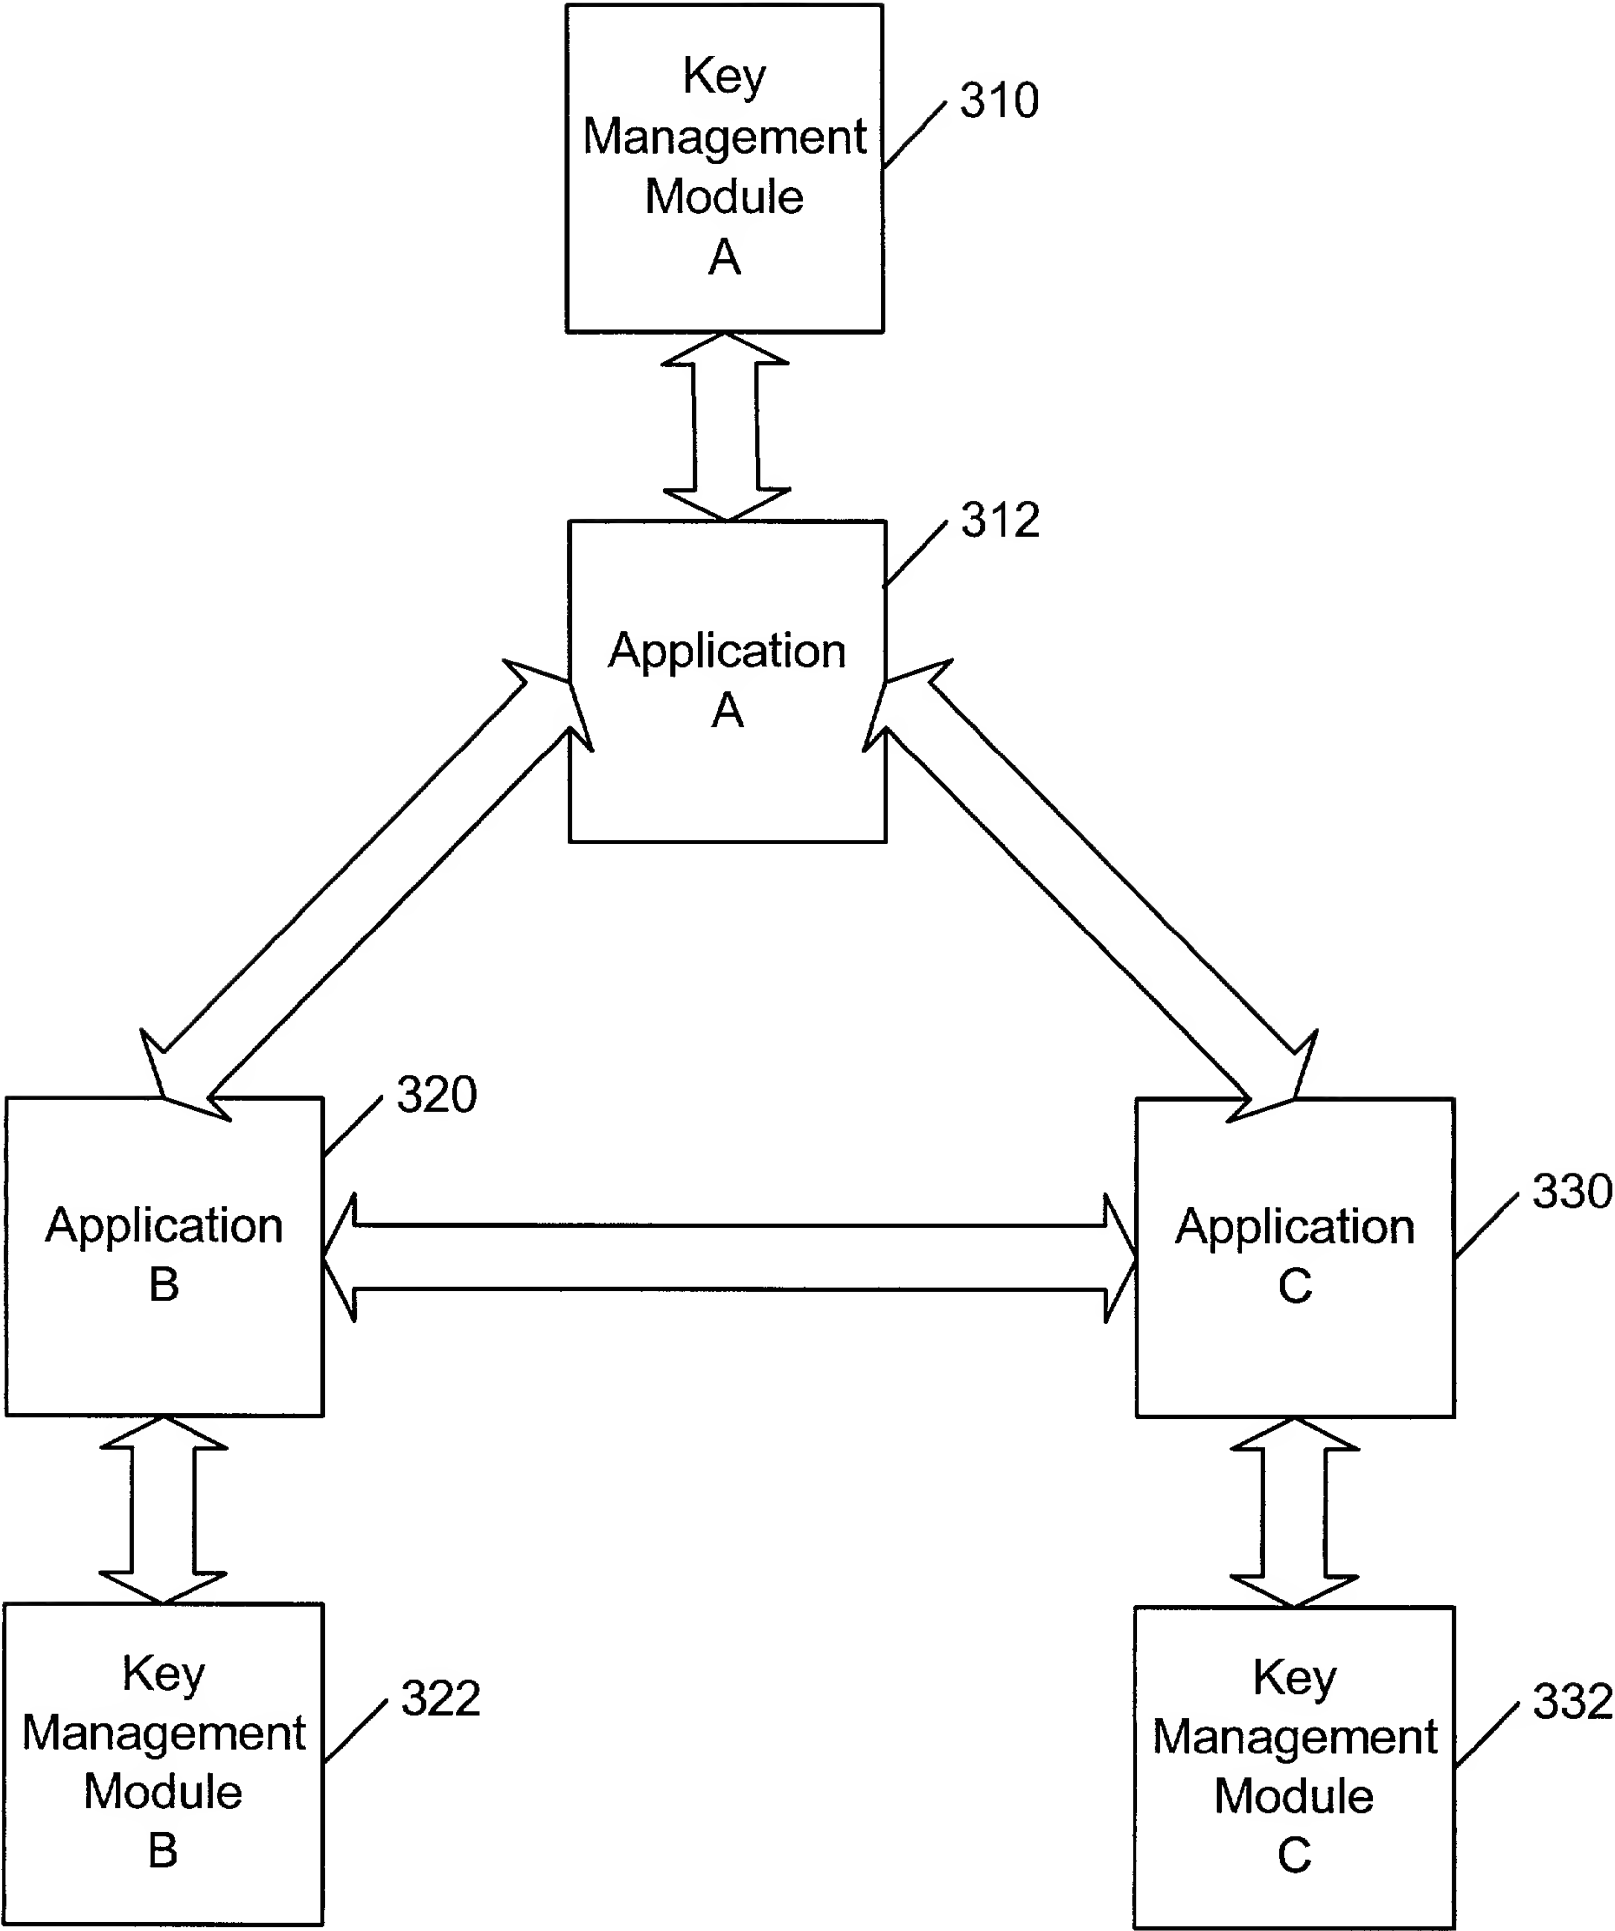 Key
Management
Module
A
310
312
Application
A
320
Application
B
330
Application
C
Key
Management
Module
B
322
Key
Management
Module
C
332